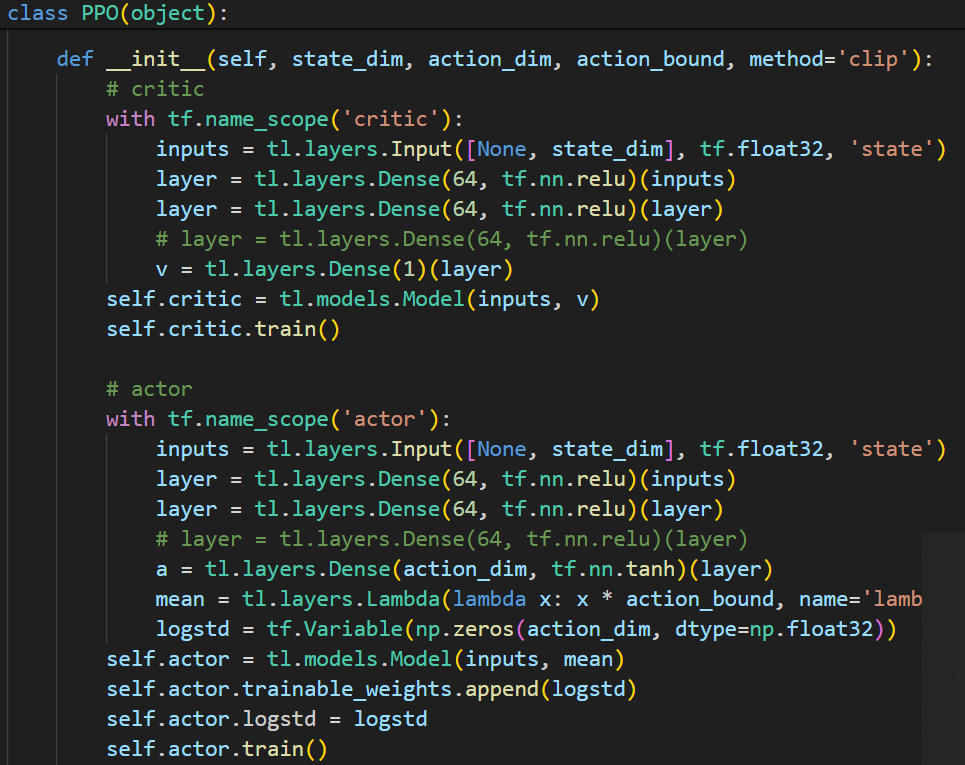 class PPO(object):
def __init__(self, state_dim, action_dim, action_bound, method='clip'):
# critic
with tf.name_scope('critic'):
inputs = tl.layers.Input([None, state_dim], tf.float32, 'state')
layer = tl.layers.Dense(64, tf.nn.relu)(inputs)
layer = tl.layers.Dense(64, tf.nn.relu)(layer)
# layer = tl.layers.Dense(64, tf.nn.relu)(layer)
v = tl.layers.Dense(1)(layer)
self.critic = tl.models.Model(inputs, v)
self.critic.train()
# actor
with tf.name_scope('actor'):
inputs = tl.layers.Input([None, state_dim], tf.float32, 'state')
layer = tl.layers.Dense(64, tf.nn.relu)(inputs)
layer = tl.layers.Dense(64, tf.nn.relu)(layer)
# layer = tl.layers.Dense(64, tf.nn.relu)(layer)
a = tl.layers.Dense(action_dim, tf.nn.tanh)(layer)
mean = tl.layers.Lambda(lambda x: x * action_bound, name='lamb
logstd = tf.Variable(np.zeros(action_dim, dtype=np.float32))
self.actor = tl.models.Model(inputs, mean)
self.actor.trainable_weights.append(logstd)
self.actor.logstd = logstd
self.actor.train()